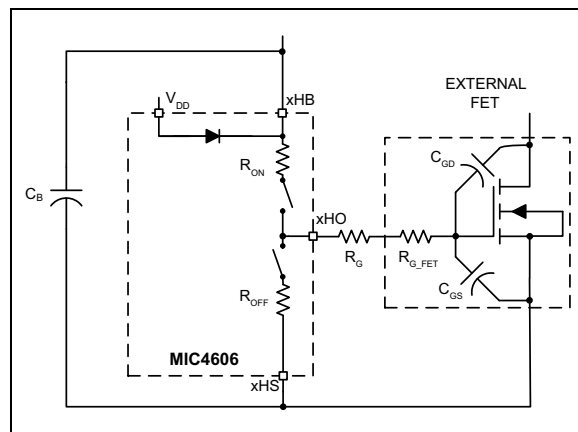 EXTERNAL
FET
V_DD
xHB
C_GD
R_ON
C_B
xHO
R_G
R_G_FET
C_GS
R_OFF
MIC4606
xHS